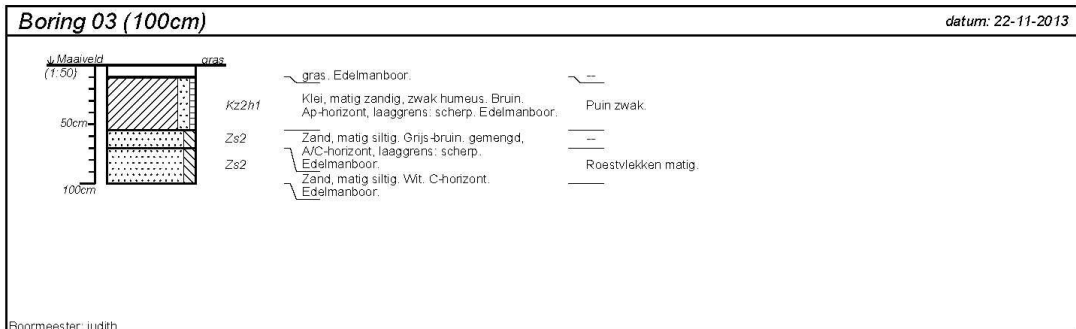 Boring 03 (100cm)
datum: 22-11-2013
↓ Maaiveld
gras
(1:50)
gras. Edelmanboor.
--
Kz2h1
Klei, matig zandig, zwak humeus. Bruin.
Ap-horizont, laaggrens: scherp. Edelmanboor.
Puin zwak.
50cm
Zs2
Zand, matig siltig. Grijs-bruin. gemengd,
A/C-horizont, laaggrens: scherp.
Edelmanboor.
--
Zs2
Zand, matig siltig. Wit. C-horizont.
Edelmanboor.
Roestvlekken matig.
100cm
Boormeester: judith